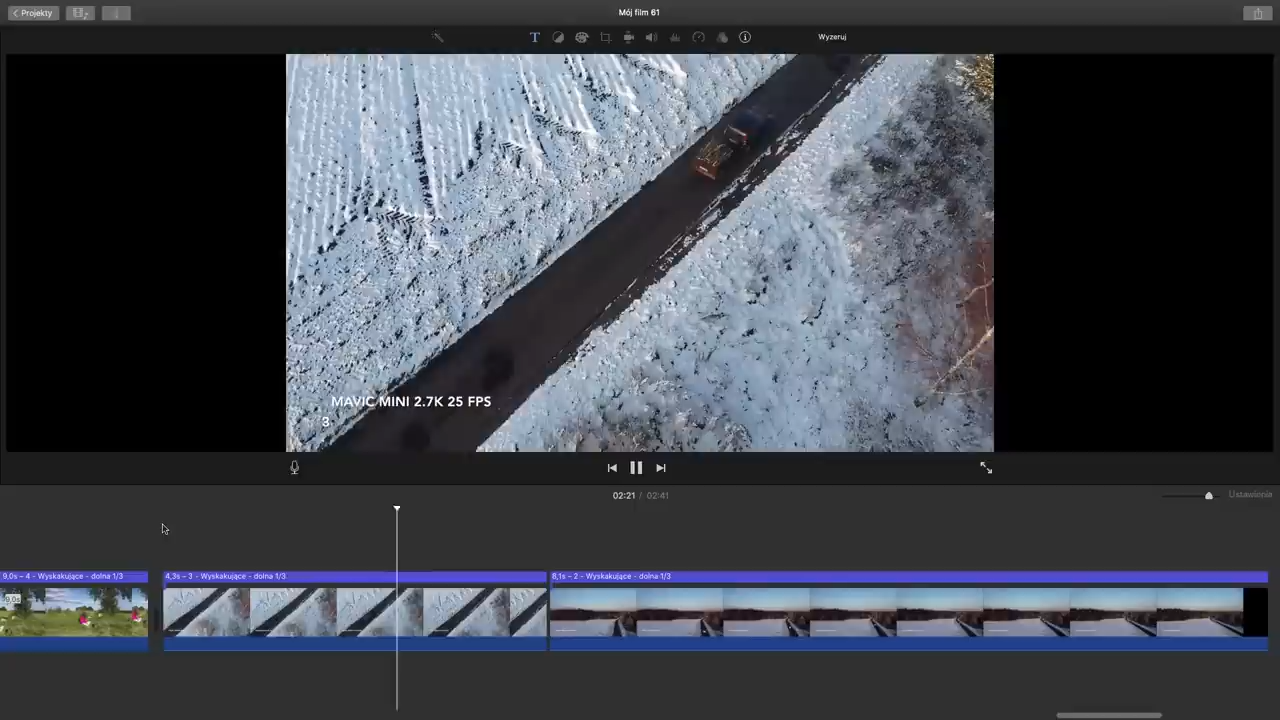 Projekty
Mój film 61
T
Wyzeruj
MAVIC MINI 2.7K 25 FPS
3
02:21 / 02:41
Ustawienia
9,0s – 4 - Wyskakujące - dolna 1/3
4,3s – 3 - Wyskakujące - dolna 1/3
8,1s – 2 - Wyskakujące - dolna 1/3
9,0s